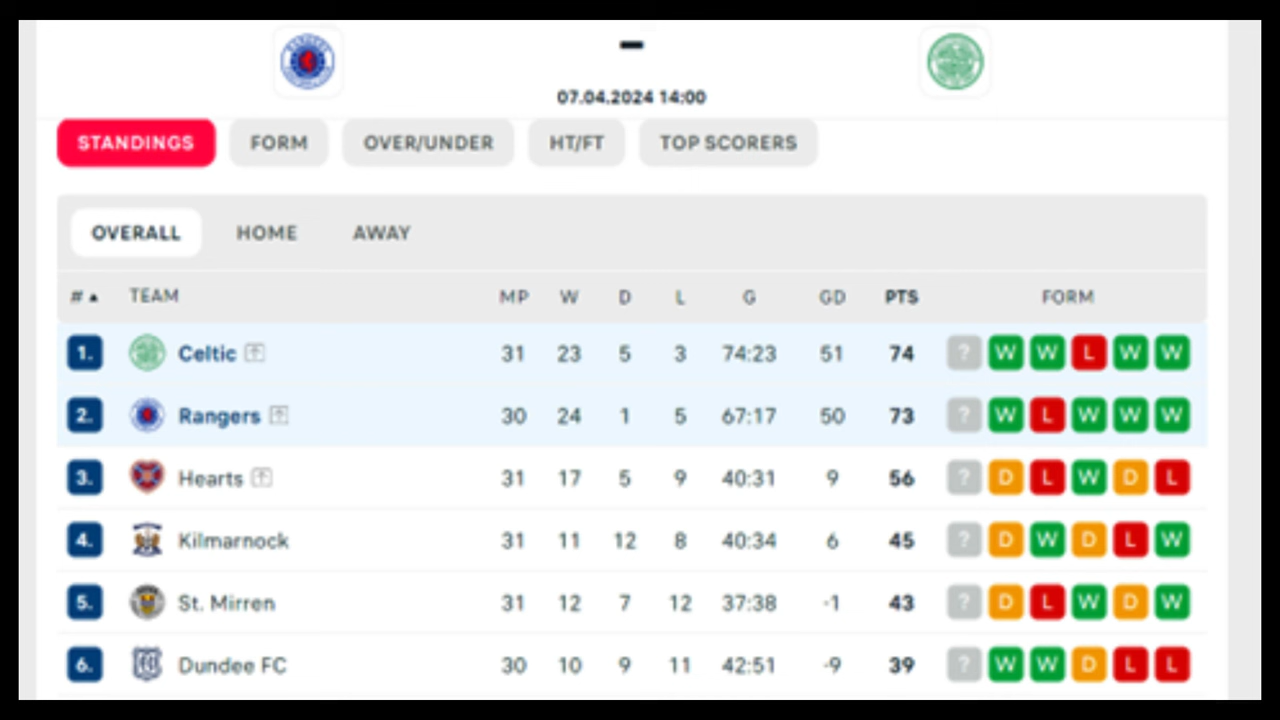 07.04.2024 14:00
STANDINGS FORM OVER/UNDER HT/FT TOP SCORERS
OVERALL HOME AWAY
# TEAM MP W D L G GD PTS FORM
1. Celtic 31 23 5 3 74:23 51 74 ? W W L W W
2. Rangers 30 24 1 5 67:17 50 73 ? W L W W W
3. Hearts 31 17 5 9 40:31 9 56 ? D L W D L
4. Kilmarnock 31 11 12 8 40:34 6 45 ? D W D L W
5. St. Mirren 31 12 7 12 37:38 -1 43 ? D L W D W
6. Dundee FC 30 10 9 11 42:51 -9 39 ? W W D L L